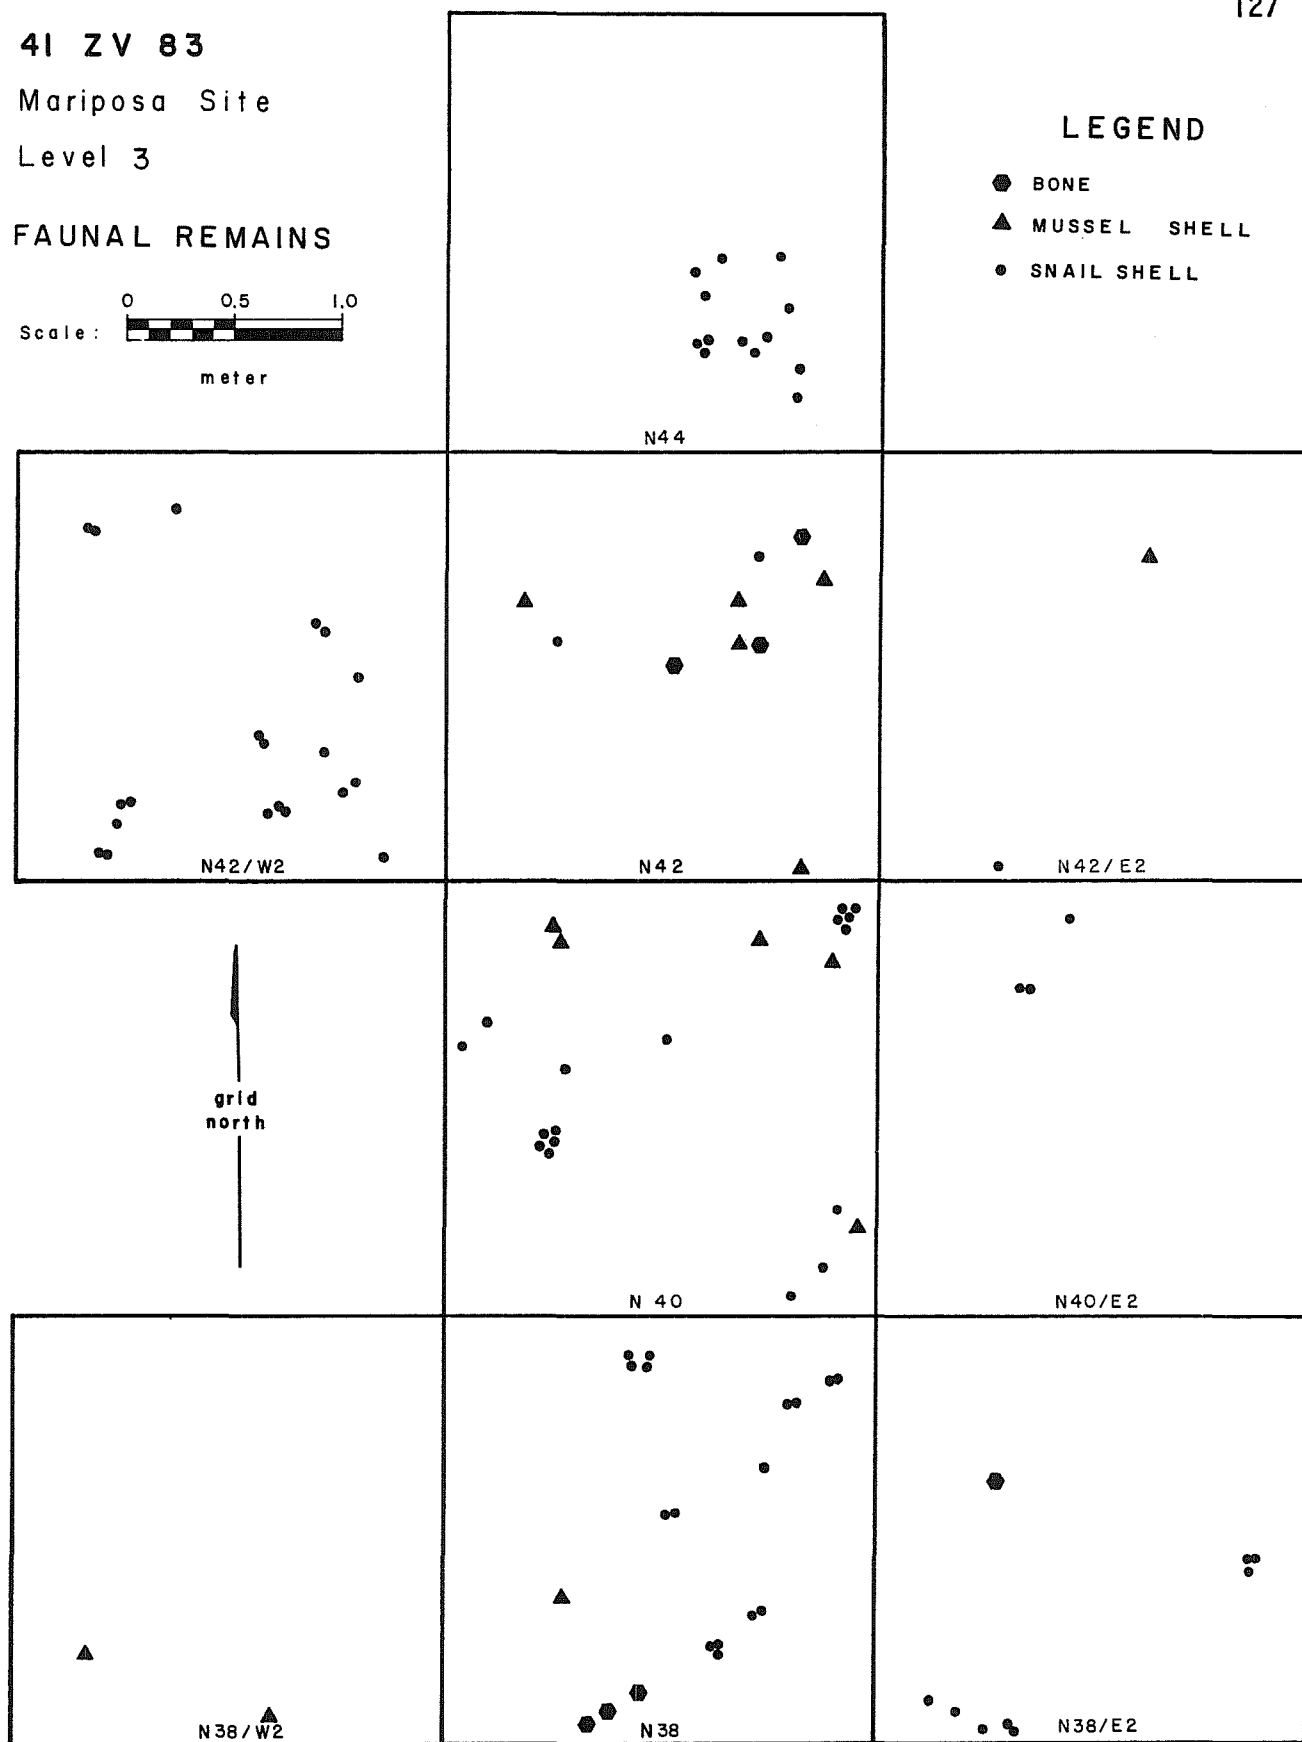 127
41 ZV 83
Mariposa Site
Level 3
FAUNAL REMAINS
0 0.5 1.0
Scale:
meter
LEGEND
BONE
MUSSEL SHELL
SNAIL SHELL
N44
N42/W2
N42
N42/E2
grid
north
N 40
N40/E2
N38/W2
N38
N38/E2